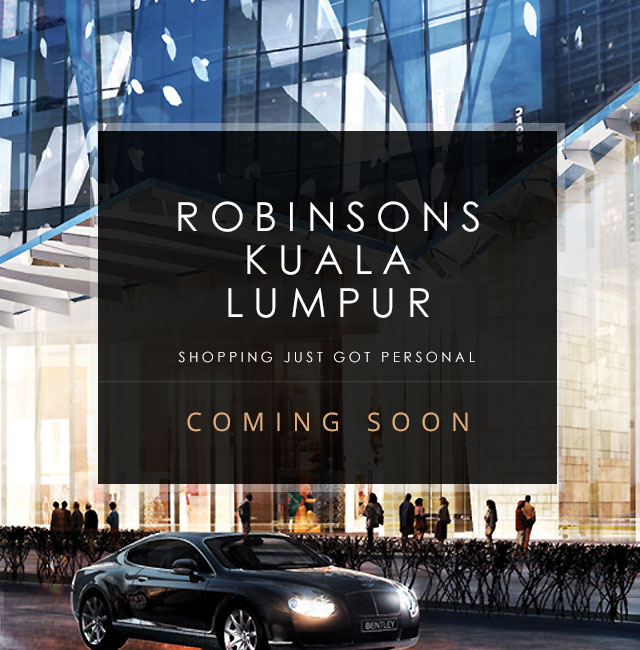 ROBINSONS
KUALA
LUMPUR
SHOPPING JUST GOT PERSONAL
COMING SOON
BENTLEY